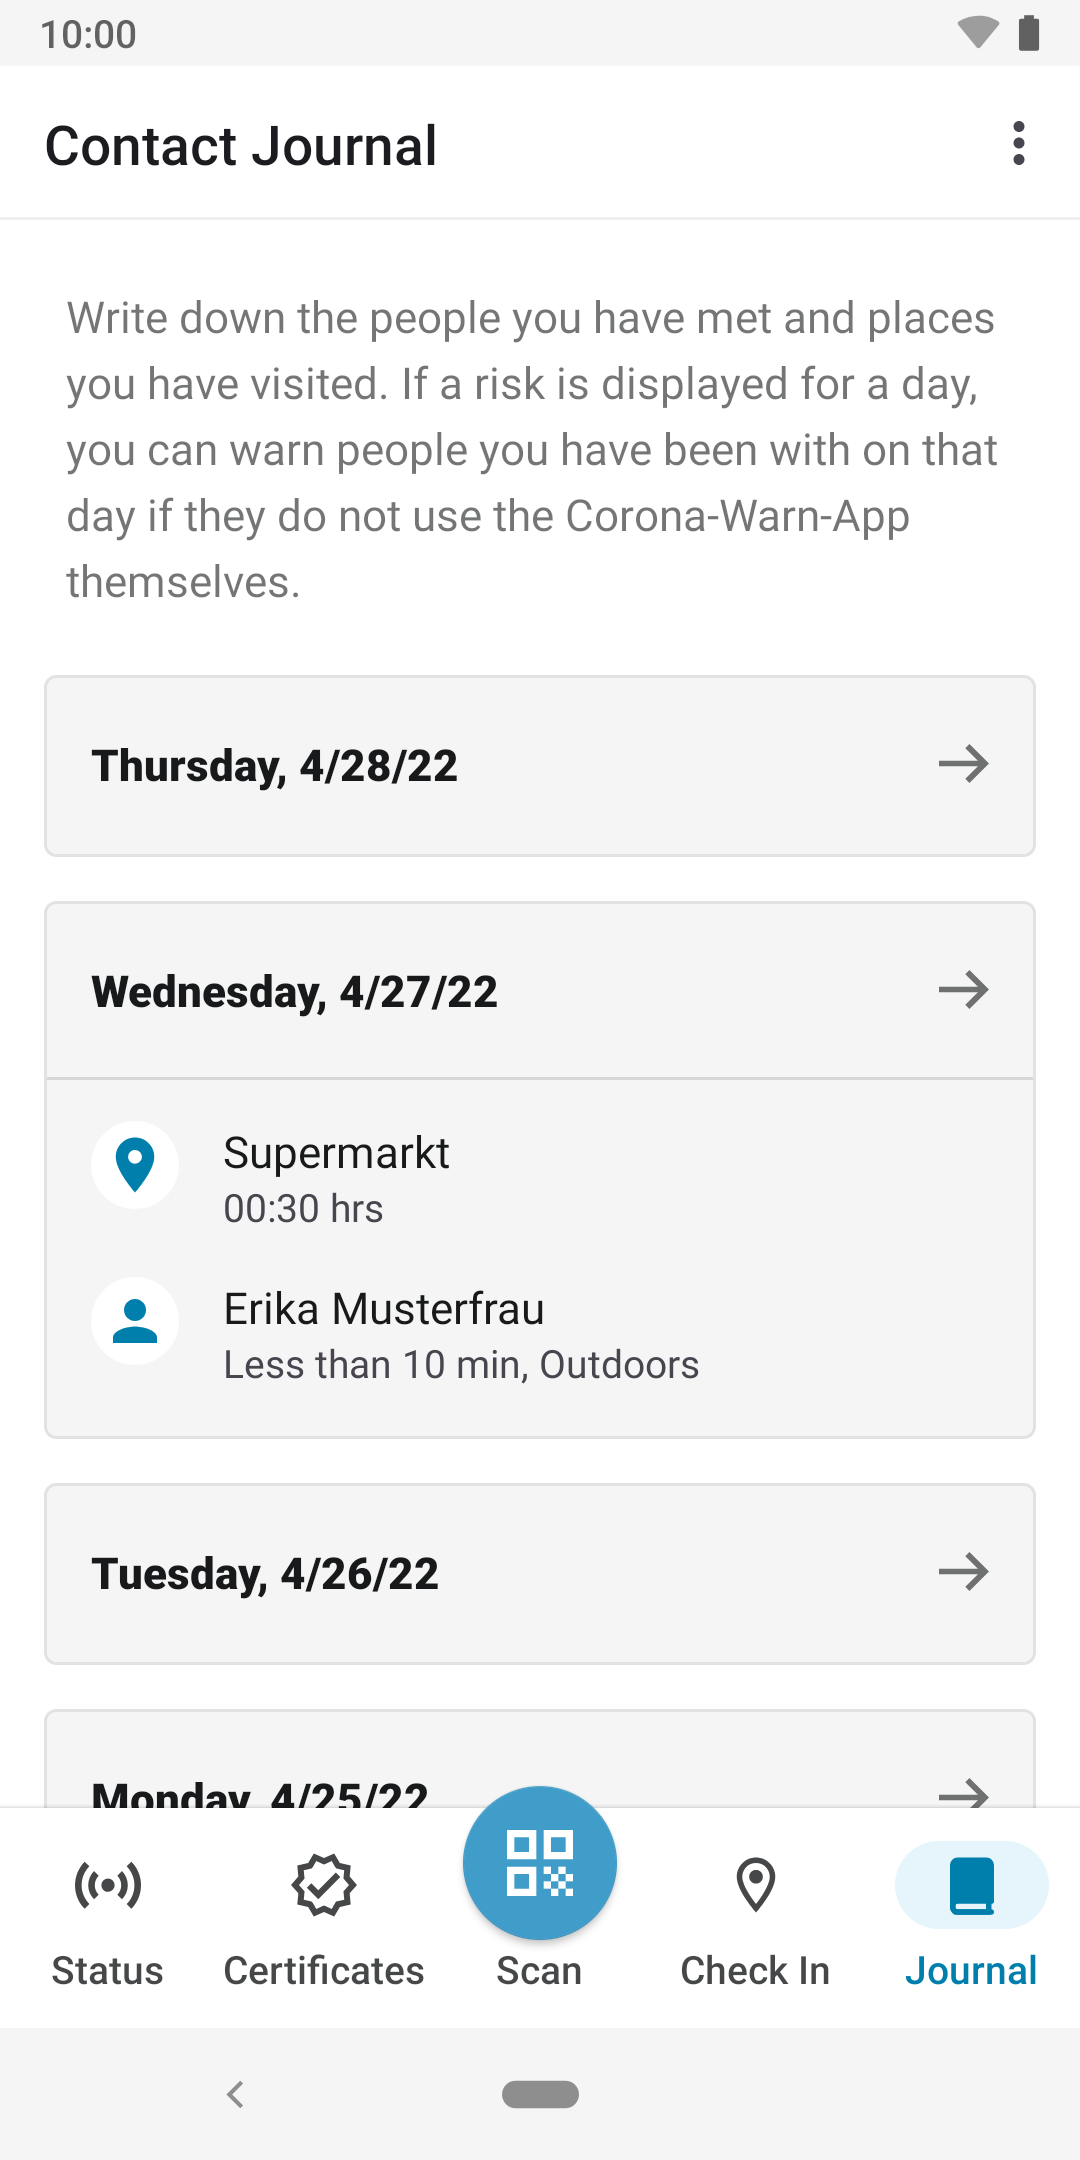 10:00
Contact Journal
Write down the people you have met and places
you have visited. If a risk is displayed for a day,
you can warn people you have been with on that
day if they do not use the Corona-Warn-App
themselves.
Thursday, 4/28/22
Wednesday, 4/27/22
Supermarkt
00:30 hrs
Erika Musterfrau
Less than 10 min, Outdoors
Tuesday, 4/26/22
Monday, 4/25/22
Status
Certificates
Scan
Check In
Journal